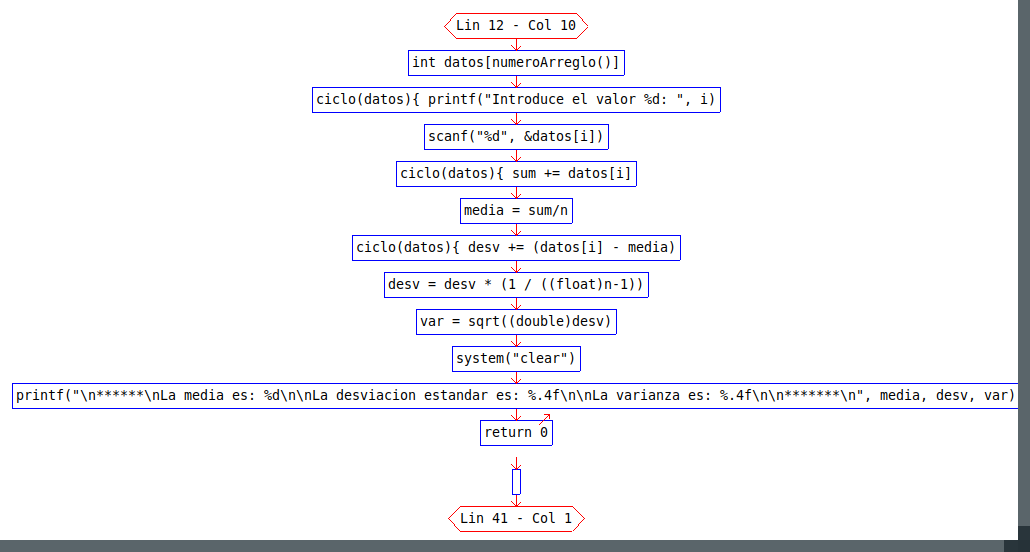 Lin 12 - Col 10
int datos[numeroArreglo()]
ciclo(datos){ printf("Introduce el valor %d: ", i)
scanf("%d", &datos[i])
ciclo(datos){ sum += datos[i]
media = sum/n
ciclo(datos){ desv += (datos[i] - media)
desv = desv * (1 / ((float)n-1))
var = sqrt((double)desv)
system("clear")
printf("\n******\nLa media es: %d\n\nLa desviacion estandar es: %.4f\n\nLa varianza es: %.4f\n\n*******\n", media, desv, var)
return 0
Lin 41 - Col 1